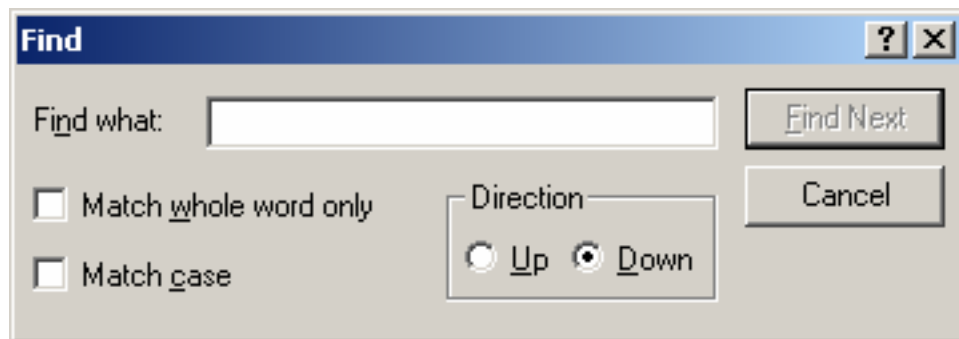 Find
Find what:
Find Next
Match whole word only
Direction
Cancel
Up Down
Match case